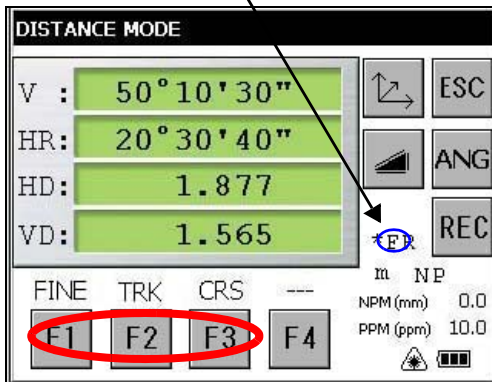 DISTANCE MODE
V : 50°10'30"
HR: 20°30'40"
HD: 1.877
VD: 1.565
ESC
ANG
REC
*FR
m NP
NPM (mm) 0.0
PPM (ppm) 10.0
FINE TRK CRS ---
F1 F2 F3 F4